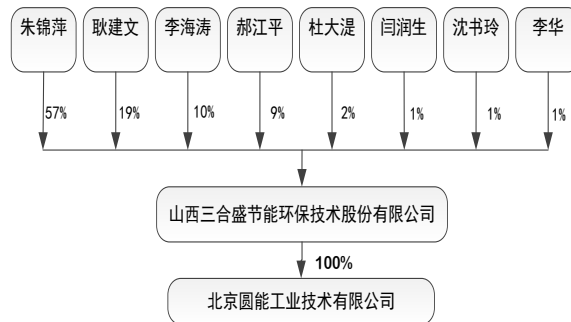 朱锦萍 耿建文 李海涛 郝江平 杜大湜 闫润生 沈书玲 李华
57% 19% 10% 9% 2% 1% 1% 1%
山西三合盛节能环保技术股份有限公司
100%
北京圆能工业技术有限公司